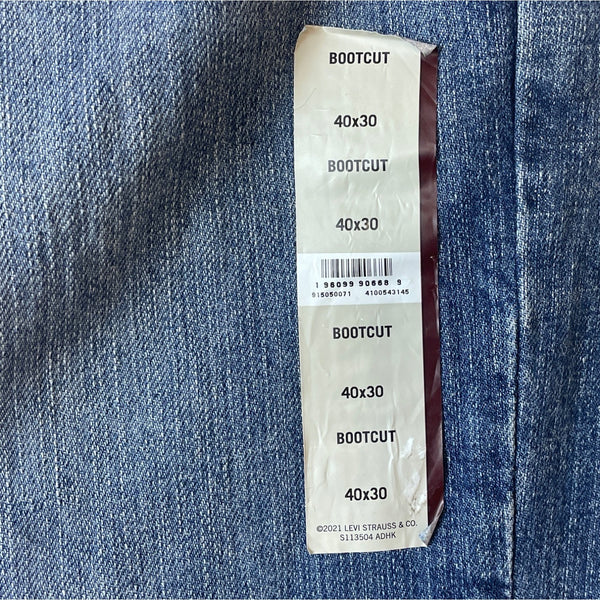 BOOTCUT
40x30
BOOTCUT
40x30
1 96099 90668 9
915050071 4100543145
BOOTCUT
40x30
BOOTCUT
40x30
©2021 LEVI STRAUSS & CO.
S113504 ADHK